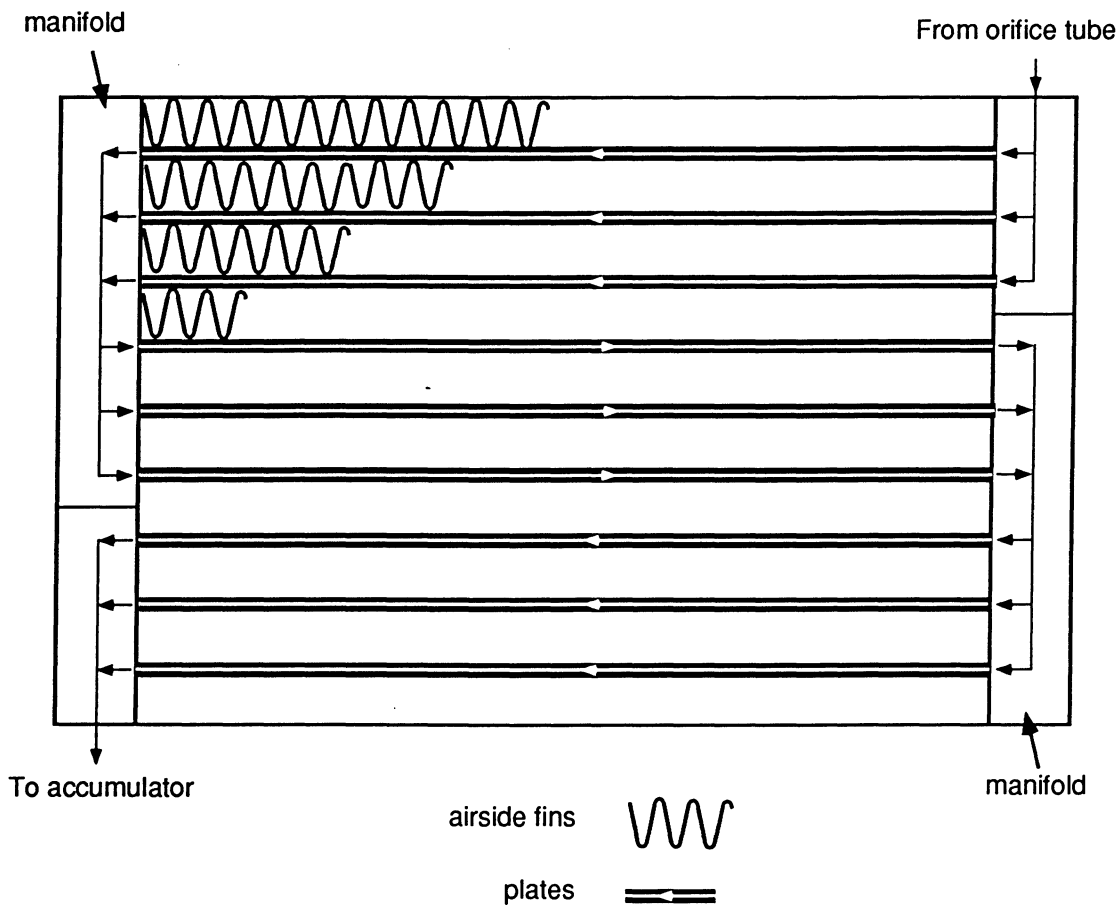 manifold
From orifice tube
To accumulator
manifold
airside fins
plates